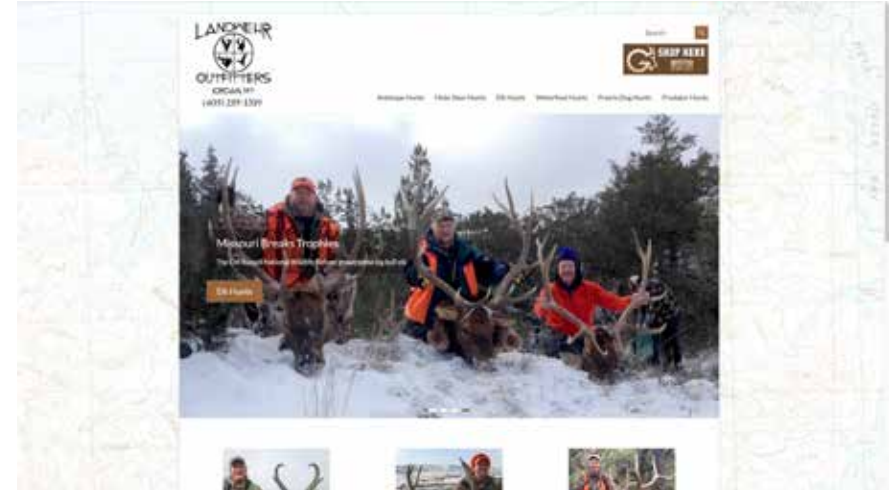 LANDWEHR
OUTFITTERS
JORDAN, MT
Search
SHOP HERE
Antelope Hunts Mule Deer Hunts Elk Hunts Waterfowl Hunts Prairie Dog Hunts Predator Hunts
Missouri Breaks Trophies
Elk Hunts